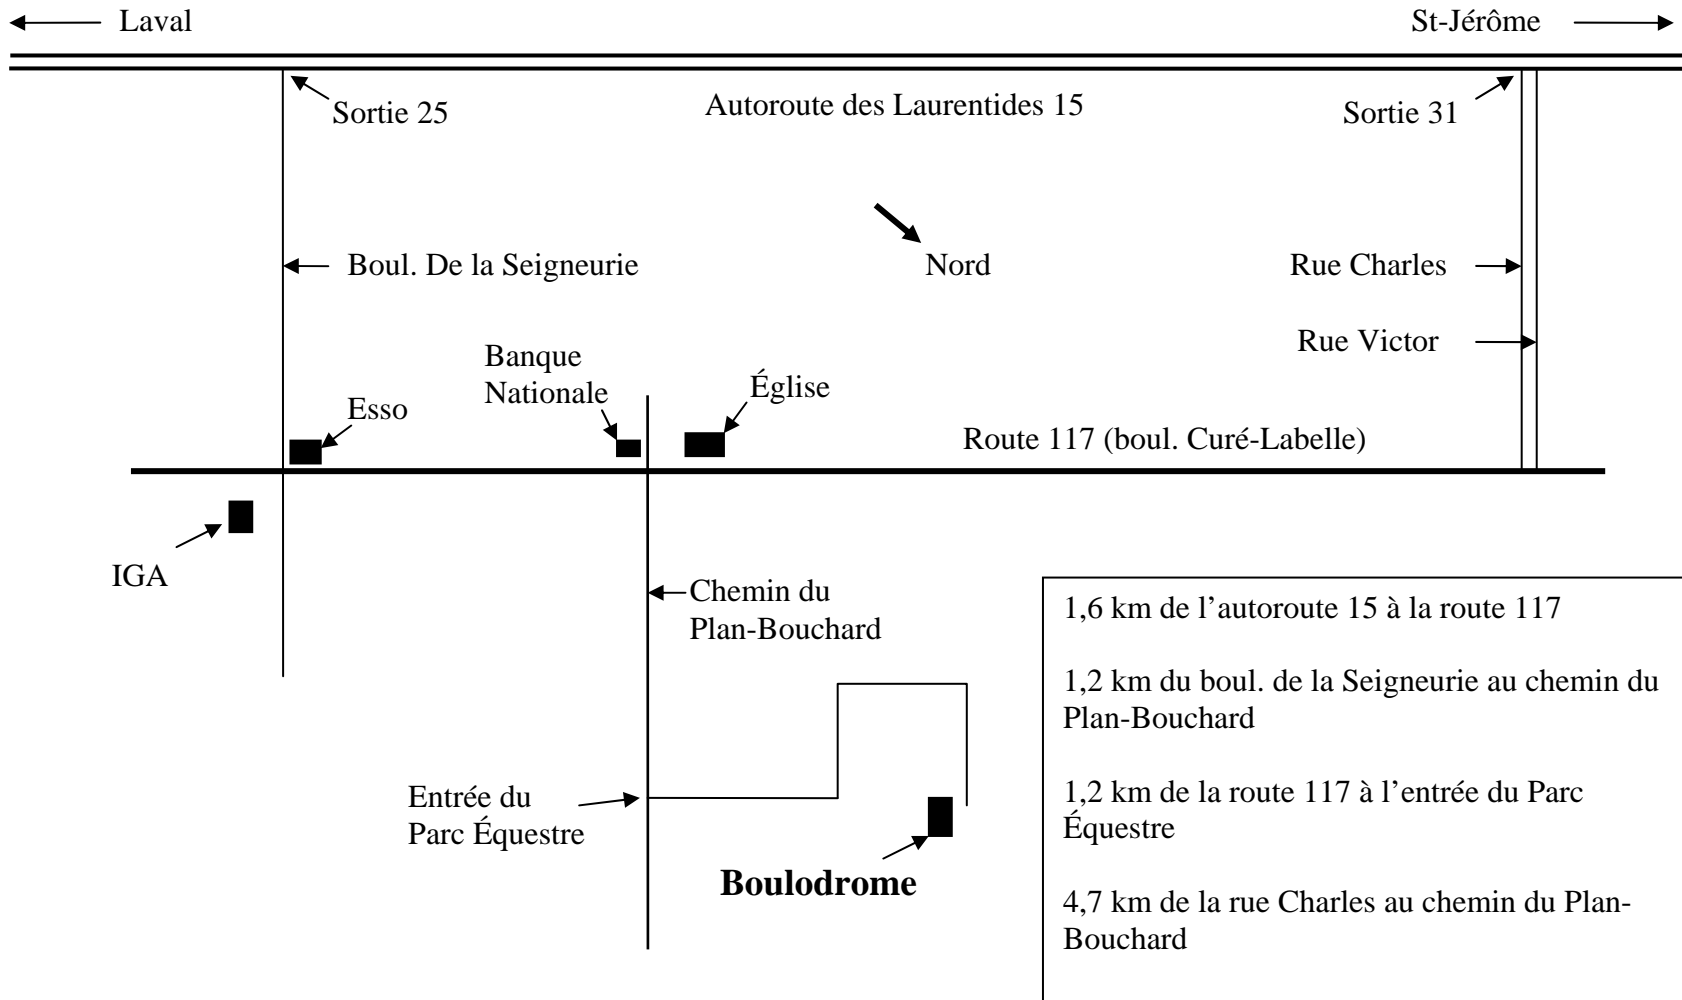 Laval
St-Jérôme
Sortie 25
Autoroute des Laurentides 15
Sortie 31
Boul. De la Seigneurie
Nord
Rue Charles
Rue Victor
Banque
Nationale
Église
Esso
Route 117 (boul. Curé-Labelle)
IGA
Chemin du
Plan-Bouchard
Entrée du
Parc Équestre
Boulodrome
1,6 km de l’autoroute 15 à la route 117
1,2 km du boul. de la Seigneurie au chemin du
Plan-Bouchard
1,2 km de la route 117 à l’entrée du Parc
Équestre
4,7 km de la rue Charles au chemin du Plan-
Bouchard